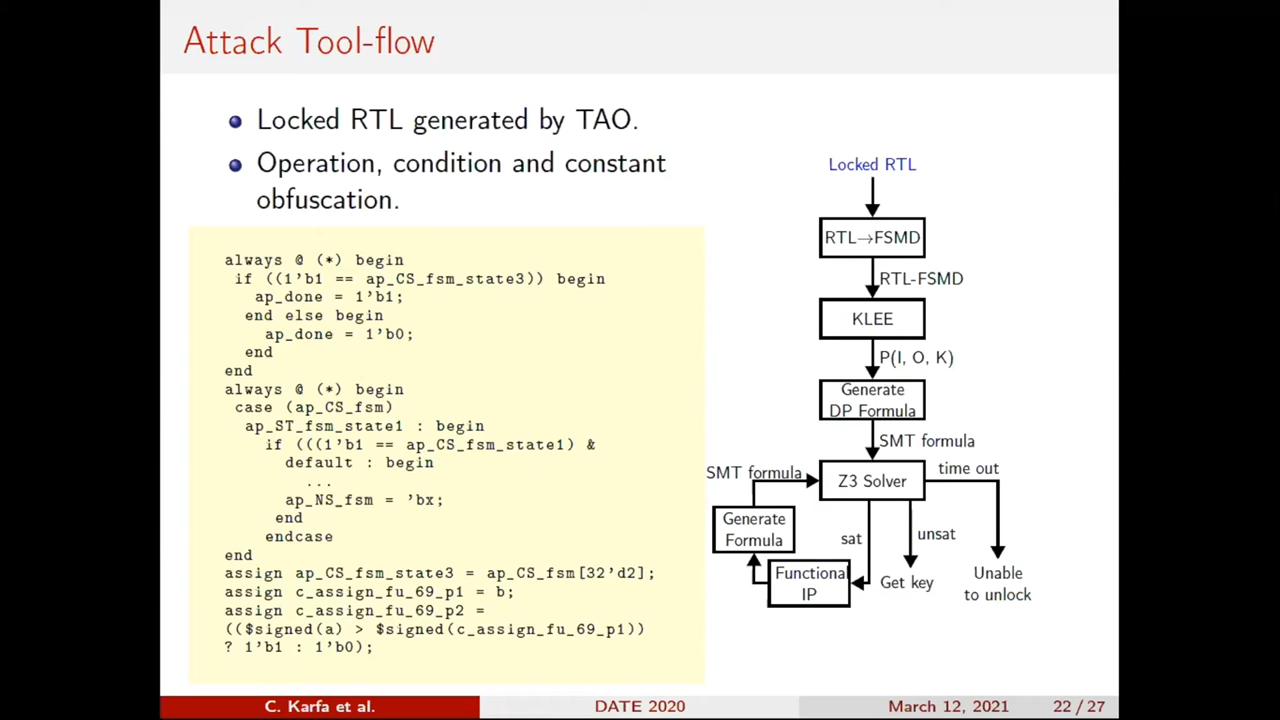 Attack Tool-flow
Locked RTL generated by TAO.
Operation, condition and constant
obfuscation.
always @ (*) begin
if ((1'b1 == ap_CS_fsm_state3)) begin
ap_done = 1'b1;
end else begin
ap_done = 1'b0;
end
end
always @ (*) begin
case (ap_CS_fsm)
ap_ST_fsm_state1 : begin
if (((1'b1 == ap_CS_fsm_state1) &
default : begin
...
ap_NS_fsm = 'bx;
end
endcase
end
assign ap_CS_fsm_state3 = ap_CS_fsm[32'd2];
assign c_assign_fu_69_p1 = b;
assign c_assign_fu_69_p2 =
(($signed(a) > $signed(c_assign_fu_69_p1))
? 1'b1 : 1'b0);
Locked RTL
RTL→FSMD
RTL-FSMD
KLEE
P(I, O, K)
Generate
DP Formula
SMT formula
SMT formula
Z3 Solver
time out
Generate
Formula
sat
unsat
Functional
IP
Get key
Unable
to unlock
C. Karfa et al.
DATE 2020
March 12, 2021
22 / 27